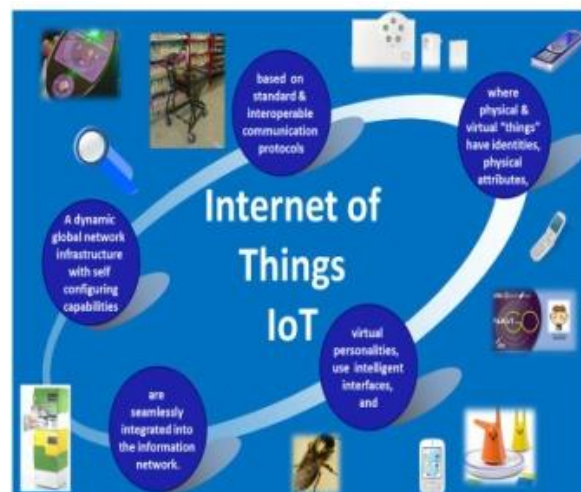 A dynamic
global network
infrastructure
with self
configuring
capabilities
based on
standard &
interoperable
communication
protocols
where
physical &
virtual "things"
have identities,
physical
attributes,
virtual
personalities,
use intelligent
interfaces,
and
are
seamlessly
integrated into
the information
network.
Internet of
Things
IoT